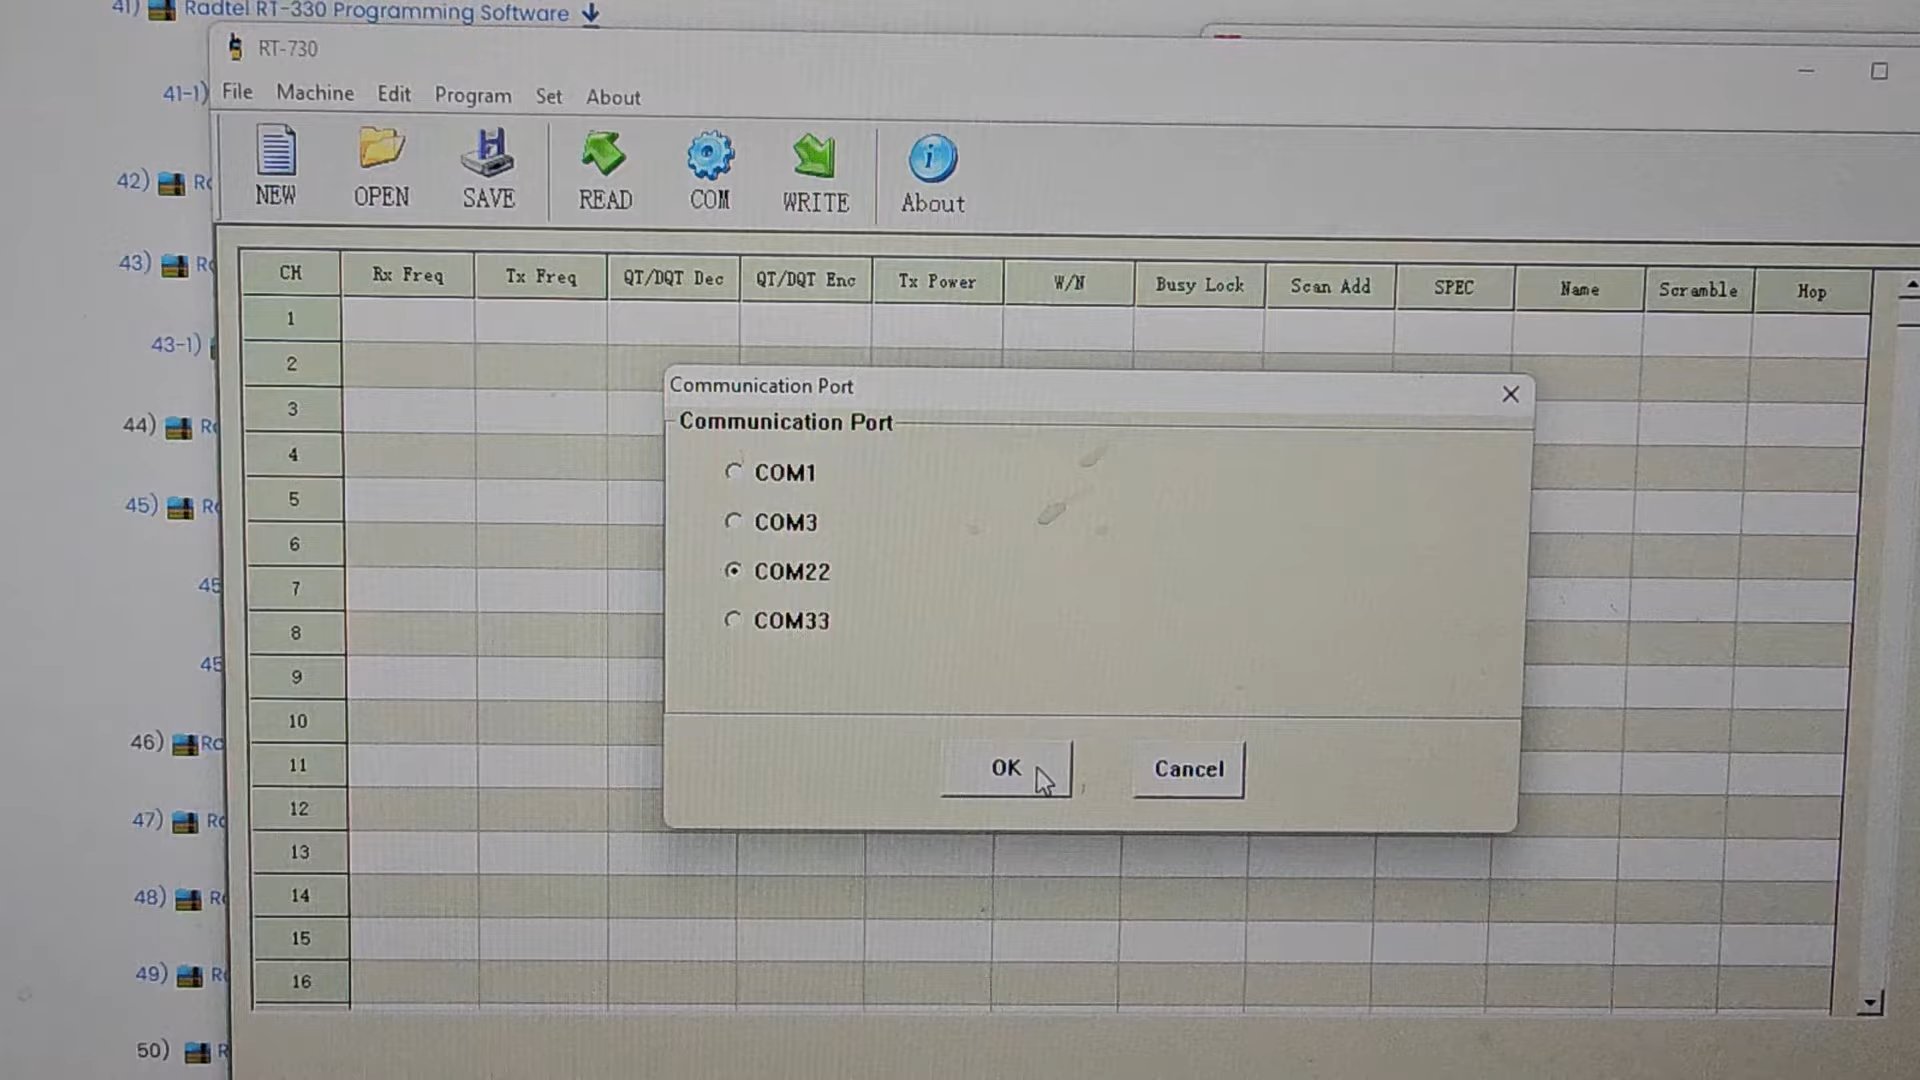 41) Radtel RT-330 Programming Software
RT-730
41-1)
File Machine Edit Program Set About
NEW OPEN SAVE READ COM WRITE About
42)
43)
CH Rx Freq Tx Freq QT/DQT Dec QT/DQT Enc Tx Power W/N Busy Lock Scan Add SPEC Name Scramble Hop
1
43-1)
2
Communication Port
3
Communication Port
44)
4
COM1
45)
5
COM3
6
COM22
7
8
COM33
9
10
46)
11
OK Cancel
12
47)
13
14
48)
15
49)
16
50)